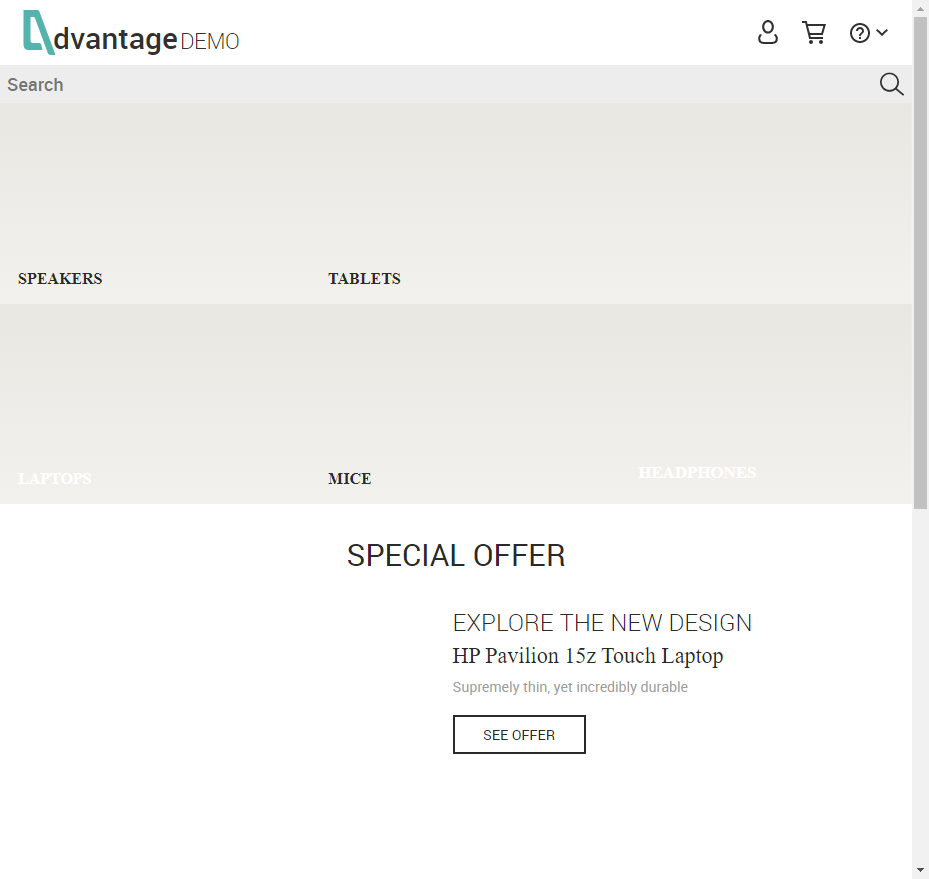 dvantage DEMO
Search
SPEAKERS
TABLETS
LAPTOPS
MICE
HEADPHONES
SPECIAL OFFER
EXPLORE THE NEW DESIGN
HP Pavilion 15z Touch Laptop
Supremely thin, yet incredibly durable
SEE OFFER